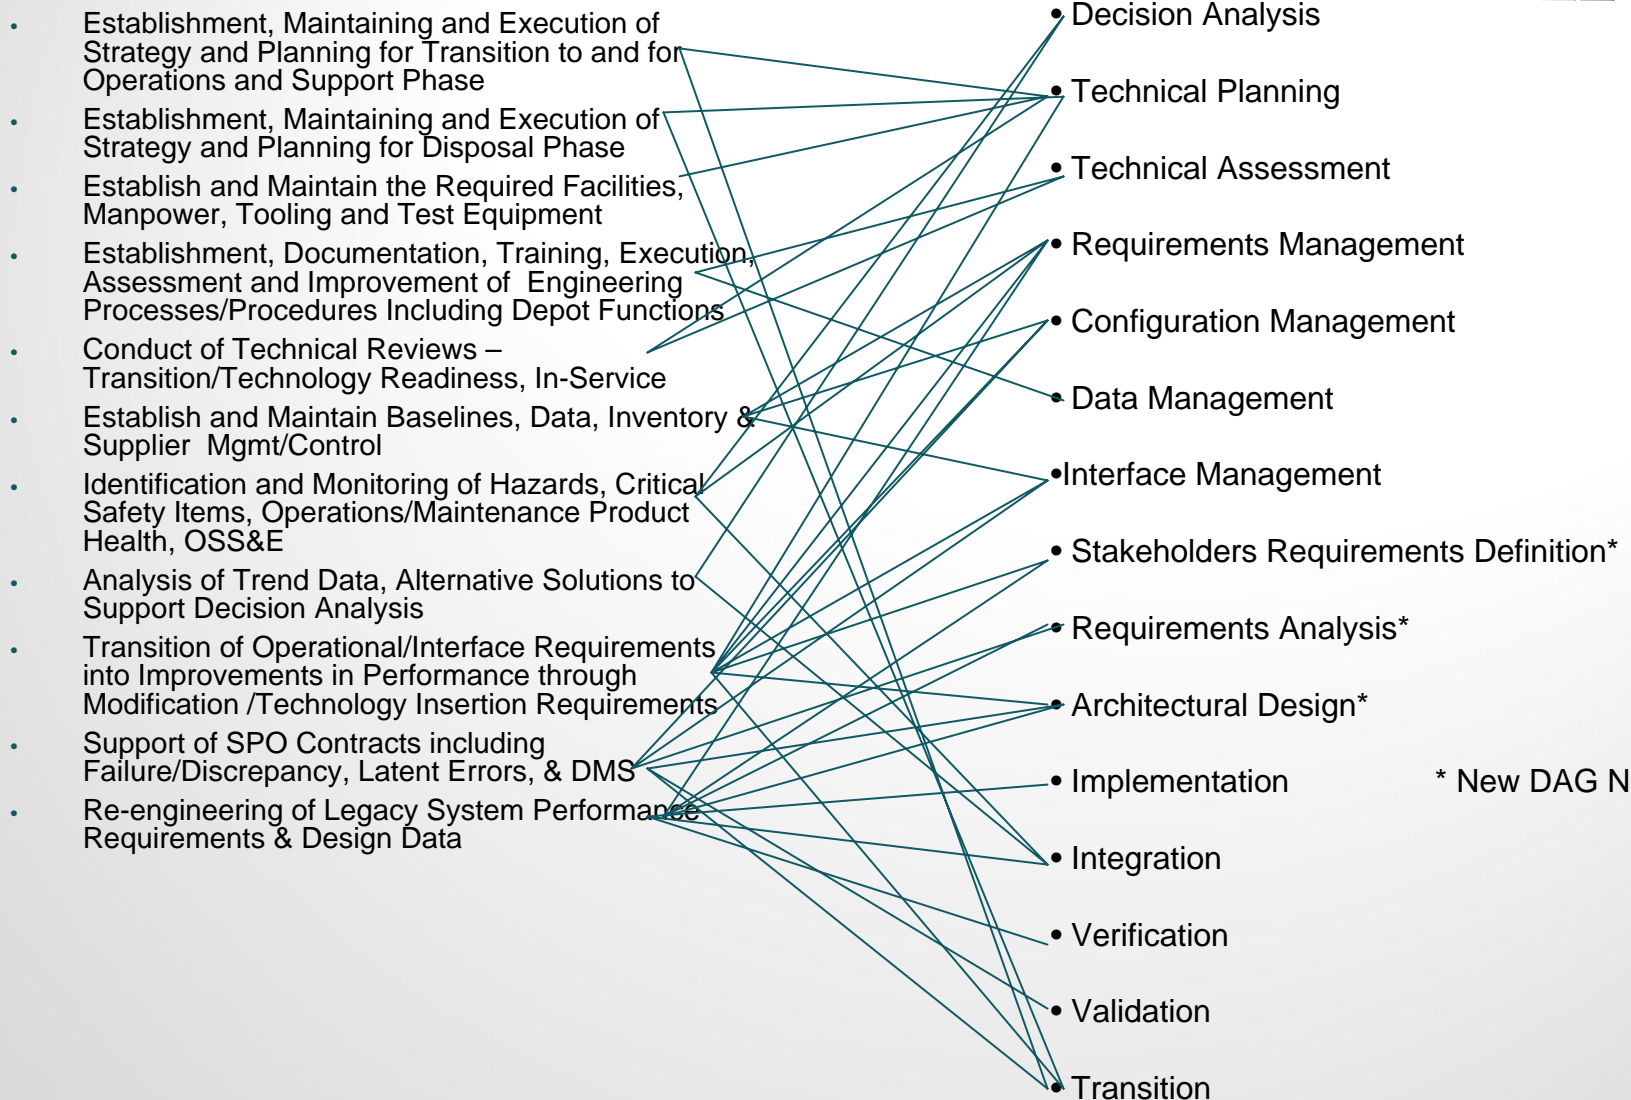 • Establishment, Maintaining and Execution of
Strategy and Planning for Transition to and for
Operations and Support Phase
• Establishment, Maintaining and Execution of
Strategy and Planning for Disposal Phase
• Establish and Maintain the Required Facilities,
Manpower, Tooling and Test Equipment
• Establishment, Documentation, Training, Execution,
Assessment and Improvement of Engineering
Processes/Procedures Including Depot Functions
• Conduct of Technical Reviews –
Transition/Technology Readiness, In-Service
• Establish and Maintain Baselines, Data, Inventory &
Supplier Mgmt/Control
• Identification and Monitoring of Hazards, Critical
Safety Items, Operations/Maintenance Product
Health, OSS&E
• Analysis of Trend Data, Alternative Solutions to
Support Decision Analysis
• Transition of Operational/Interface Requirements
into Improvements in Performance through
Modification /Technology Insertion Requirements
• Support of SPO Contracts including
Failure/Discrepancy, Latent Errors, & DMS
• Re-engineering of Legacy System Performance
Requirements & Design Data
• Decision Analysis
• Technical Planning
• Technical Assessment
• Requirements Management
• Configuration Management
• Data Management
•Interface Management
• Stakeholders Requirements Definition*
• Requirements Analysis*
• Architectural Design*
• Implementation
* New DAG N
• Integration
• Verification
• Validation
• Transition